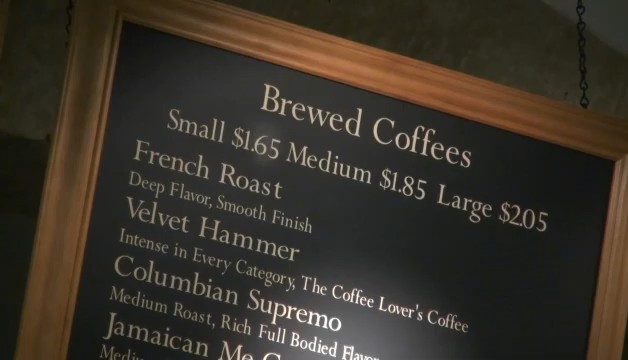 Brewed Coffees
Small $1.65 Medium $1.85 Large $2.05
French Roast
Deep Flavor, Smooth Finish
Velvet Hammer
Intense in Every Category, The Coffee Lover's Coffee
Columbian Supremo
Medium Roast, Rich Full Bodied Flavor
Jamaican Me